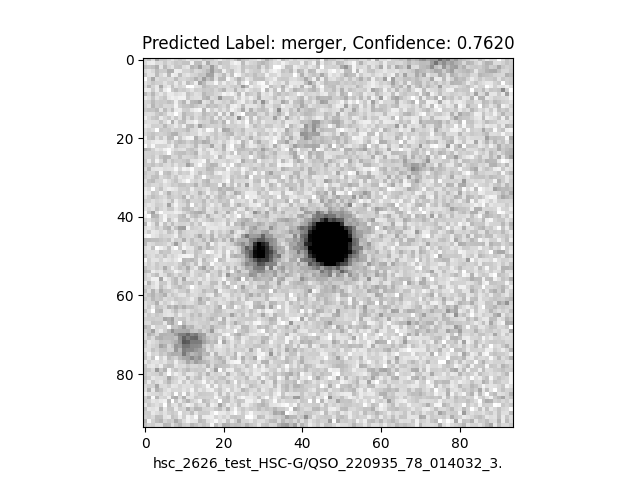 Predicted Label: merger, Confidence: 0.7620
0
20
40
60
80
0 20 40 60 80
hsc_2626_test_HSC-G/QSO_220935_78_014032_3.